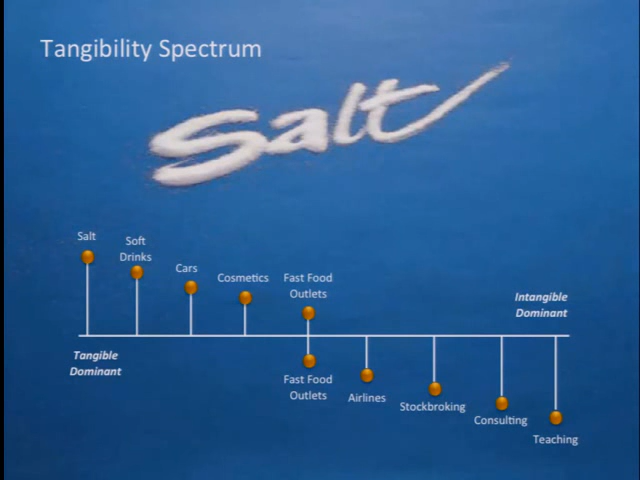 Tangibility Spectrum
Salt
Salt
Soft
Drinks
Cars
Cosmetics
Fast Food
Outlets
Intangible
Dominant
Tangible
Dominant
Fast Food
Outlets
Airlines
Stockbroking
Consulting
Teaching